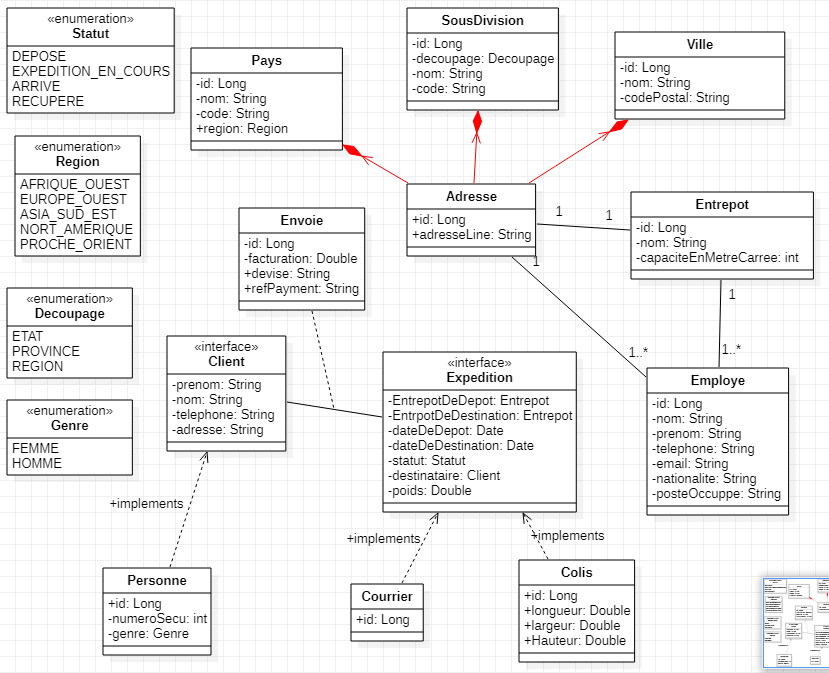 «enumeration»
Statut
DEPOSE
EXPEDITION_EN_COURS
ARRIVE
RECUPERE
Pays
-id: Long
-nom: String
-code: String
+region: Region
SousDivision
-id: Long
-decoupage: Decoupage
-nom: String
-code: String
Ville
-id: Long
-nom: String
-codePostal: String
«enumeration»
Region
AFRIQUE_OUEST
EUROPE_OUEST
ASIA_SUD_EST
NORT_AMERIQUE
PROCHE_ORIENT
Adresse
+id: Long
+adresseLine: String
1
1
1
Entrepot
-id: Long
-nom: String
-capaciteEnMetreCarree: int
1
1..*
1..*
Envoie
-id: Long
-facturation: Double
+devise: String
+refPayment: String
«enumeration»
Decoupage
ETAT
PROVINCE
REGION
«interface»
Client
-prenom: String
-nom: String
-telephone: String
-adresse: String
«interface»
Expedition
-EntrepotDeDepot: Entrepot
-EntrpotDeDestination: Entrepot
-dateDeDepot: Date
-dateDeDestination: Date
-statut: Statut
-destinataire: Client
-poids: Double
Employe
-id: Long
-nom: String
-prenom: String
-telephone: String
-email: String
-nationalite: String
-posteOccuppe: String
«enumeration»
Genre
FEMME
HOMME
+implements
+implements
+implements
Personne
+id: Long
-numeroSecu: int
-genre: Genre
Courrier
+id: Long
Colis
+id: Long
+longueur: Double
+largeur: Double
+Hauteur: Double